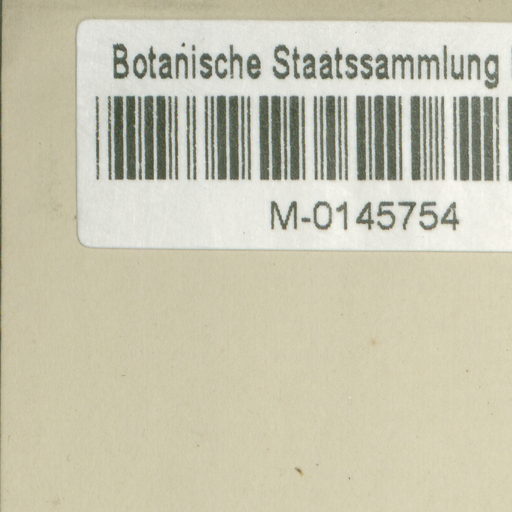 Botanische Staatssammlung
M-0145754